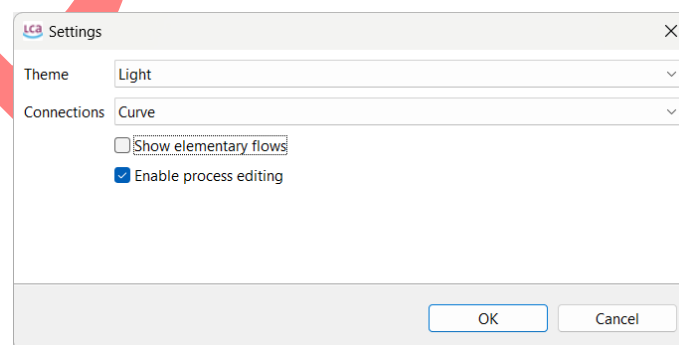 LCA Settings
Theme Light
Connections Curve
Show elementary flows
Enable process editing
OK Cancel